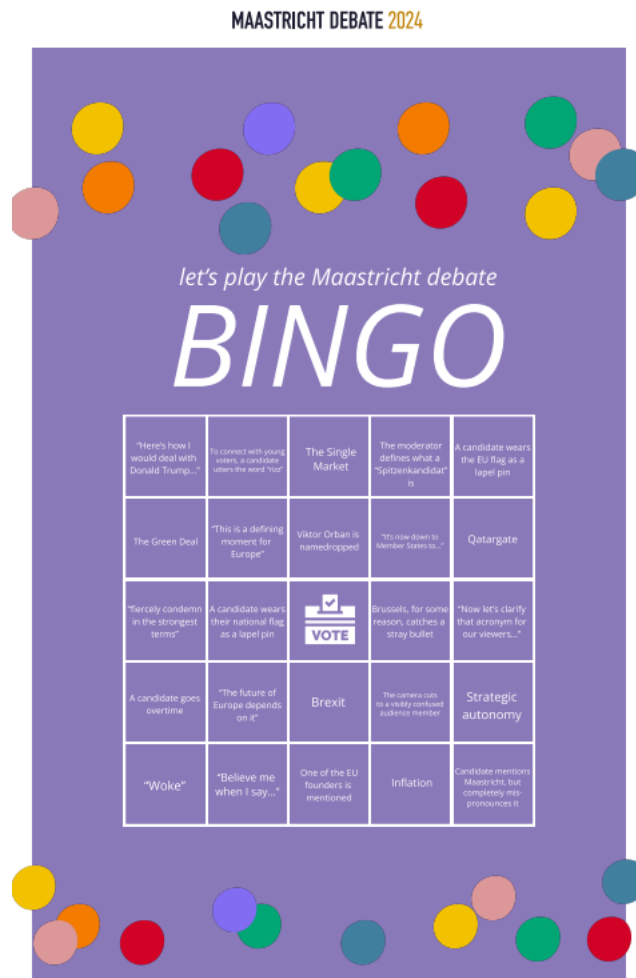 MAASTRICHT DEBATE 2024
let's play the Maastricht debate
BINGO
"Here's how I
would deal with
Donald Trump..."
To connect with young
voters, a candidate
utters the word "rizz"
The Single
Market
The moderator
defines what a
"Spitzenkandidat"
is
A candidate wears
the EU flag as a
lapel pin
The Green Deal
"This is a defining
moment for
Europe"
Viktor Orban is
namedropped
"It's now down to
Member States to..."
Qatargate
"fiercely condemn
in the strongest
terms"
A candidate wears
their national flag
as a lapel pin
VOTE
Brussels, for some
reason, catches a
stray bullet
"Now let's clarify
that acronym for
our viewers..."
A candidate goes
overtime
"The future of
Europe depends
on it"
Brexit
The camera cuts
to a visibly confused
audience member
Strategic
autonomy
"Woke"
"Believe me
when I say..."
One of the EU
founders is
mentioned
Inflation
Candidate mentions
Maastricht, but
completely mis-
pronounces it